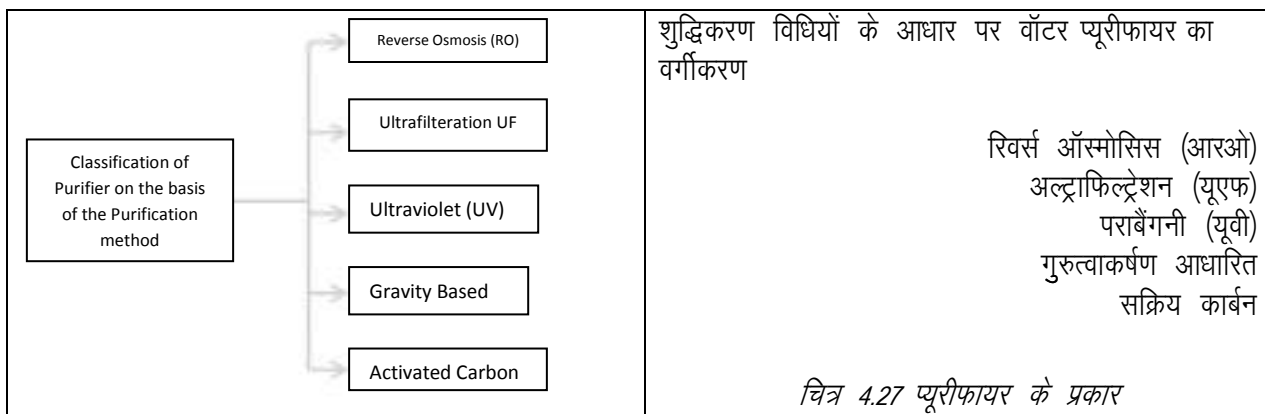 Classification of
Purifier on the basis
of the Purification
method
Reverse Osmosis (RO)
Ultrafilteration UF
Ultraviolet (UV)
Gravity Based
Activated Carbon
शुद्धिकरण विधियों के आधार पर वॉटर प्यूरीफायर का
वर्गीकरण
रिवर्स ऑस्मोसिस (आरओ)
अल्ट्राफिल्ट्रेशन (यूएफ)
पराबैंगनी (यूवी)
गुरुत्वाकर्षण आधारित
सक्रिय कार्बन
चित्र 4.27 प्यूरीफायर के प्रकार